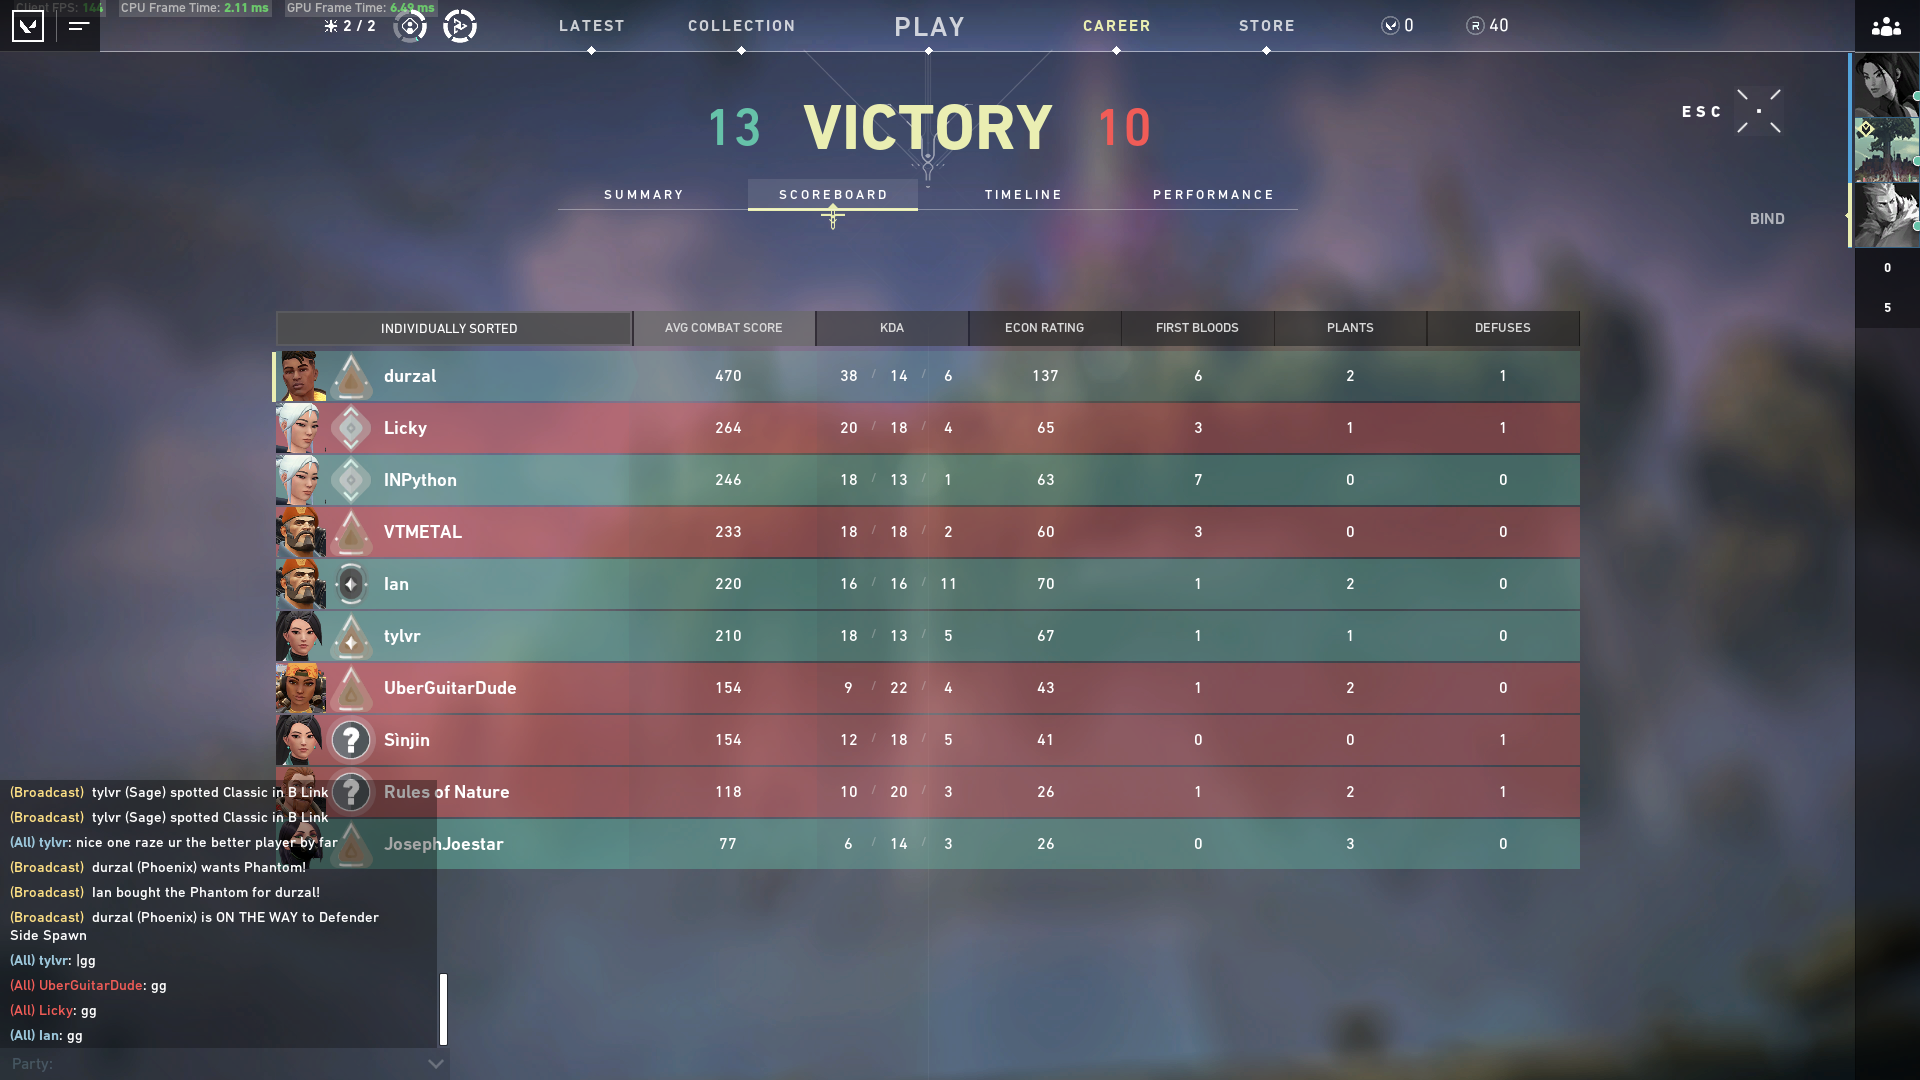 Client FPS: 144 CPU Frame Time: 2.11 ms GPU Frame Time: 6.49 ms
2 / 2 LATEST COLLECTION PLAY CAREER STORE 0 R 40
13 VICTORY 10
ESC
SUMMARY SCOREBOARD TIMELINE PERFORMANCE
BIND
0
5
INDIVIDUALLY SORTED AVG COMBAT SCORE KDA ECON RATING FIRST BLOODS PLANTS DEFUSES
durzal 470 38 / 14 / 6 137 6 2 1
Licky 264 20 / 18 / 4 65 3 1 1
INPython 246 18 / 13 / 1 63 7 0 0
VTMETAL 233 18 / 18 / 2 60 3 0 0
Ian 220 16 / 16 / 11 70 1 2 0
tylvr 210 18 / 13 / 5 67 1 1 0
UberGuitarDude 154 9 / 22 / 4 43 1 2 0
? Sìnjin 154 12 / 18 / 5 41 0 0 1
? Rules of Nature 118 10 / 20 / 3 26 1 2 1
JosephJoestar 77 6 / 14 / 3 26 0 3 0
(Broadcast) tylvr (Sage) spotted Classic in B Link
(Broadcast) tylvr (Sage) spotted Classic in B Link
(All) tylvr: nice one raze ur the better player by far
(Broadcast) durzal (Phoenix) wants Phantom!
(Broadcast) Ian bought the Phantom for durzal!
(Broadcast) durzal (Phoenix) is ON THE WAY to Defender
Side Spawn
(All) tylvr: |gg
(All) UberGuitarDude: gg
(All) Licky: gg
(All) Ian: gg
Party: